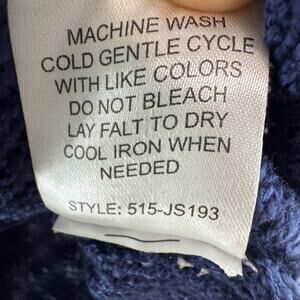 MACHINE WASH
COLD GENTLE CYCLE
WITH LIKE COLORS
DO NOT BLEACH
LAY FALT TO DRY
COOL IRON WHEN
NEEDED
STYLE: 515-JS193